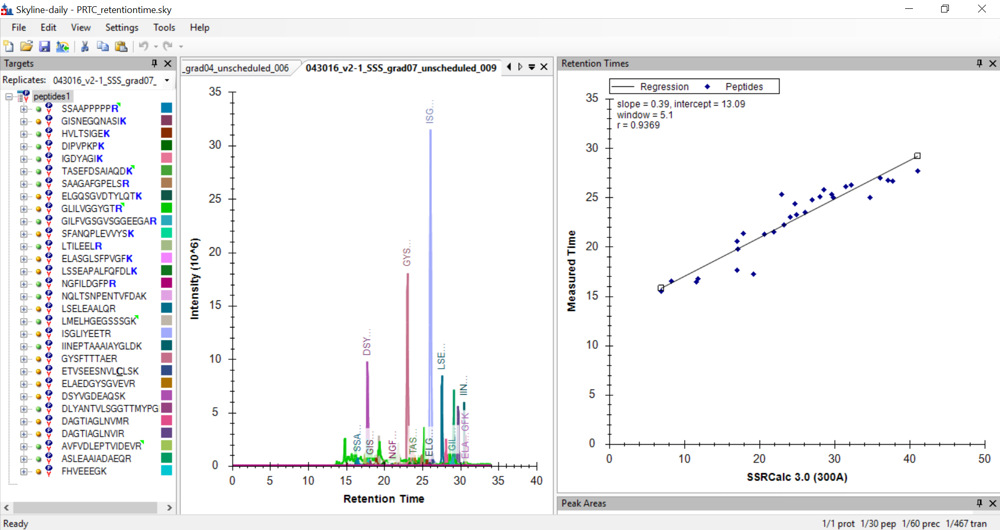 Skyline-daily - PRTC_retentiontime.sky
File Edit View Settings Tools Help
Targets
Replicates: 043016_v2-1_SSS_grad07_
peptides1
SSAAPPPPPR
GISNEGQNASIK
HVLTSIGEK
DIPVPKPK
IGDYAGIK
TASEFDSAIAQDK
SAAGAFGPELSR
ELGQSGVDTYLQTK
GLILVGGYGTR
GILFVGSGVSGGEEGAR
SFANQPLEVVYSK
LTILEELR
ELASGLSFPVGFK
LSSEAPALFQFDLK
NGFILDGFPR
NQLTSNPENTVFDAK
LSELEAALQR
LMELHGEGSSSGK
ISGLIYEETR
IINEPTAAAIAYGLDK
GYSFTTTAER
ETVSEESNVLCLSK
ELAEDGYSGVEVR
DSYVGDEAQSK
DLYANTVLSGGTTMYPG
DAGTIAGLNVMR
DAGTIAGLNVIR
AVFVDLEPTVIDEVR
ASLEAAIADAEQR
FHVEEEGK
_grad04_unscheduled_006 043016_v2-1_SSS_grad07_unscheduled_009
35
30
25
20
15
10
5
0
Intensity (10^6)
ISG...
GYS...
DSY...
LSE...
IIN...
SSA...
GIS...
NGF...
TAS...
ELG...
GIL...
ELA...GFK
0 5 10 15 20 25 30 35 40
Retention Time
Retention Times
Regression Peptides
slope = 0.39, intercept = 13.09
window = 5.1
r = 0.9369
35
30
25
20
15
10
5
0
Measured Time
0 10 20 30 40 50
SSRCalc 3.0 (300A)
Peak Areas
Ready
1/1 prot 1/30 pep 1/60 prec 1/467 tran